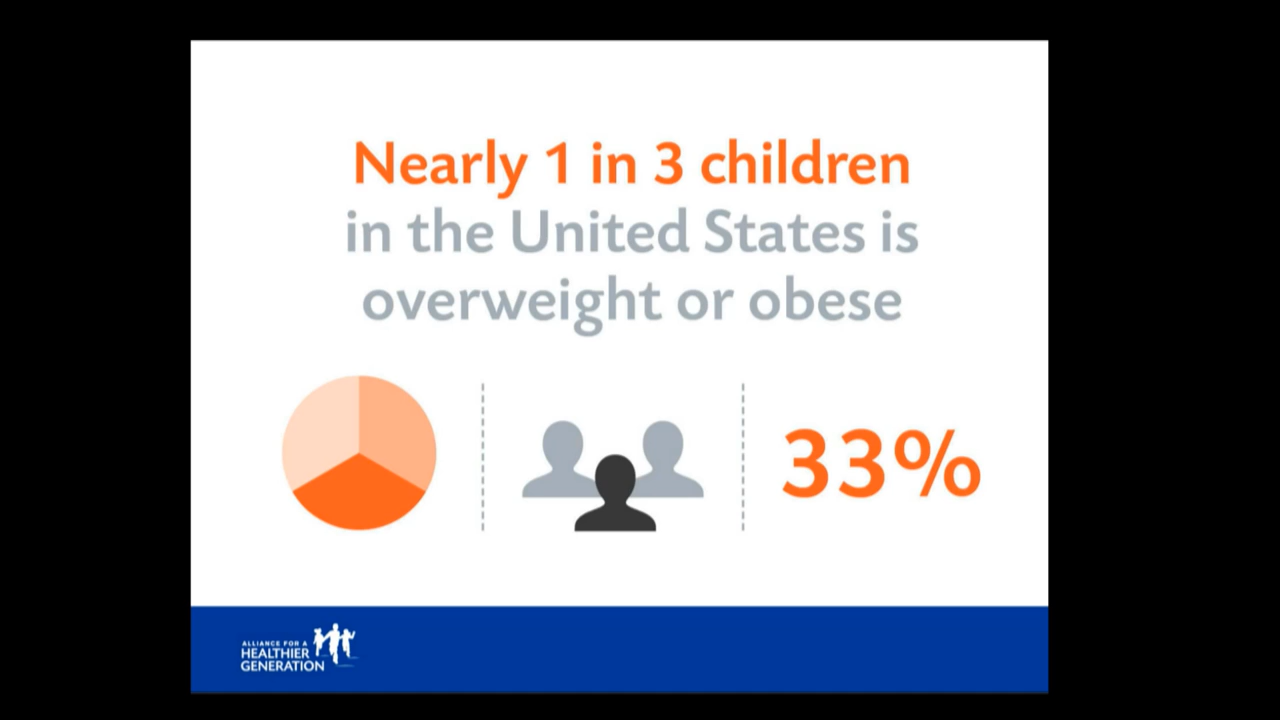 Nearly 1 in 3 children
in the United States is
overweight or obese
33%
ALLIANCE FOR A
HEALTHIER
GENERATION